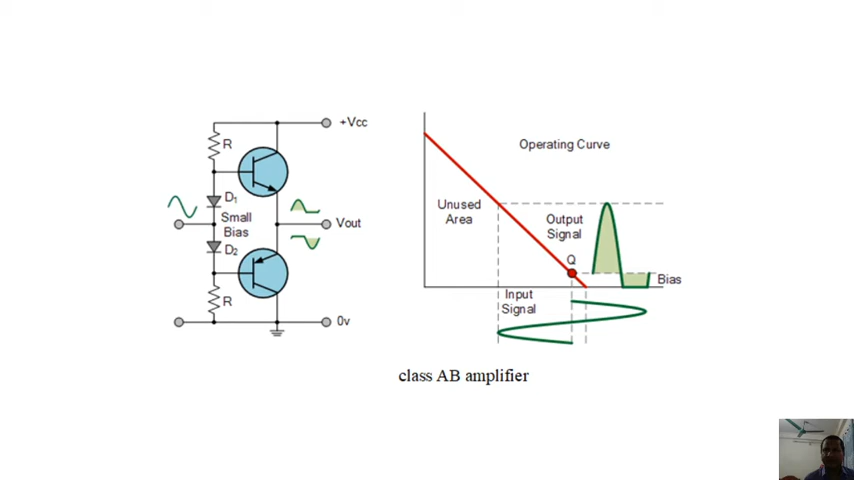 +Vcc
R
D1
Small
Bias
D2
R
Vout
0v
Operating Curve
Unused
Area
Output
Signal
Q
Bias
Input
Signal
class AB amplifier